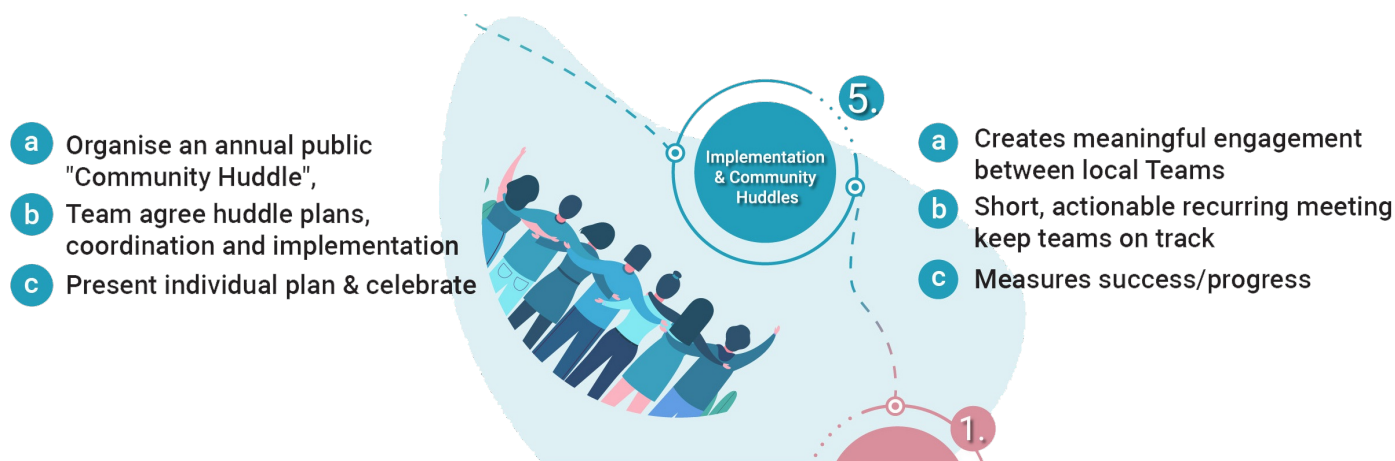 a
Organise an annual public
"Community Huddle",
b
Team agree huddle plans,
coordination and implementation
c
Present individual plan & celebrate
5.
Implementation
& Community
Huddles
a
Creates meaningful engagement
between local Teams
b
Short, actionable recurring meeting
keep teams on track
c
Measures success/progress
1.